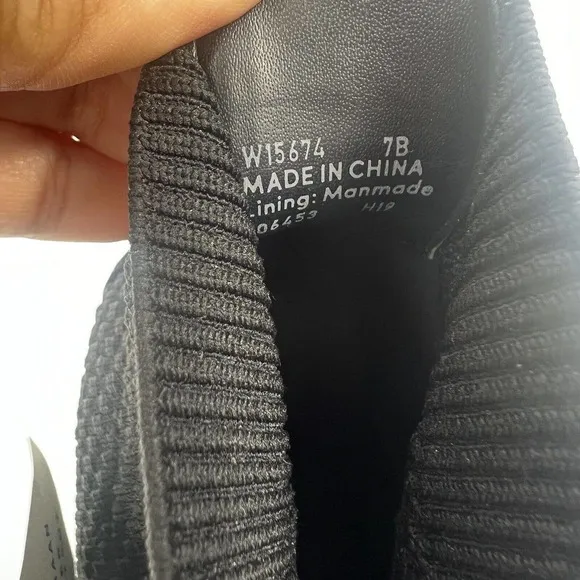 W15674 7B
MADE IN CHINA
Lining: Manmade
06453 H19